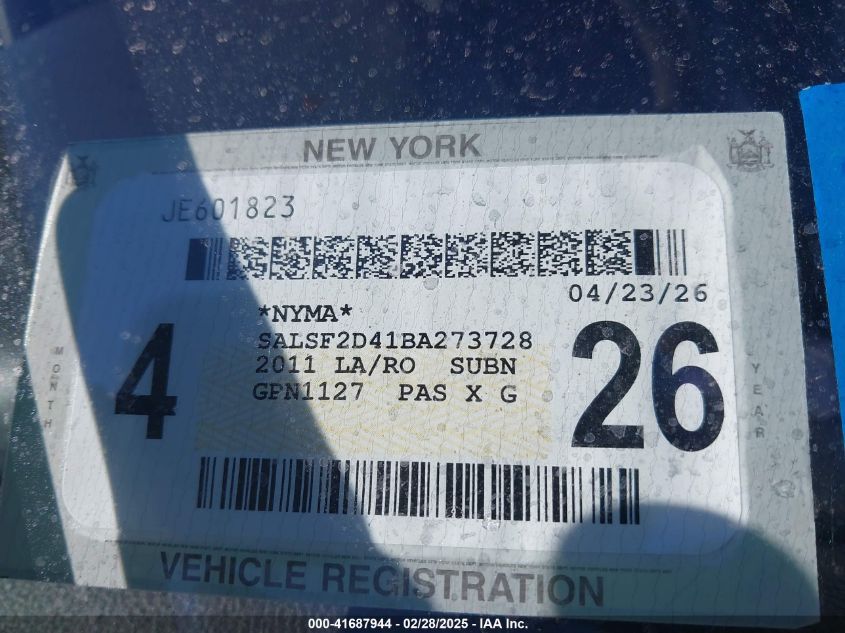 NEW YORK
JE601823
04/23/26
*NYMA*
SALSF2D41BA273728
2011 LA/RO SUBN
GPN1127 PAS X G
4
26
MONTH
YEAR
VEHICLE REGISTRATION
000-41687944 - 02/28/2025 - IAA Inc.